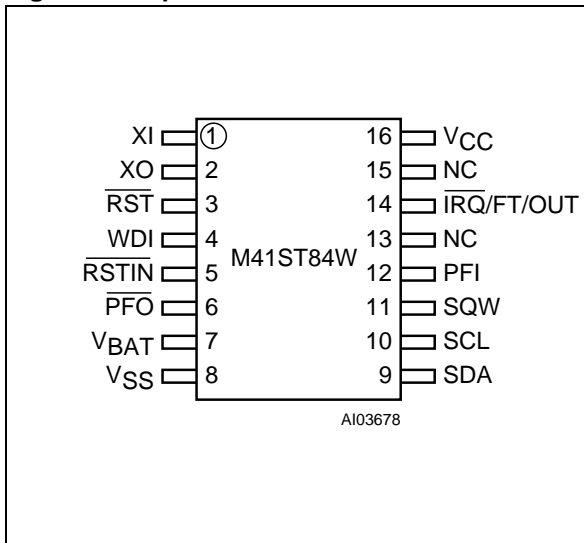 XI 1 16 VCC
XO 2 15 NC
RST 3 14 IRQ/FT/OUT
WDI 4 13 NC
RSTIN 5 12 PFI
M41ST84W
PFO 6 11 SQW
VBAT 7 10 SCL
VSS 8 9 SDA
AI03678